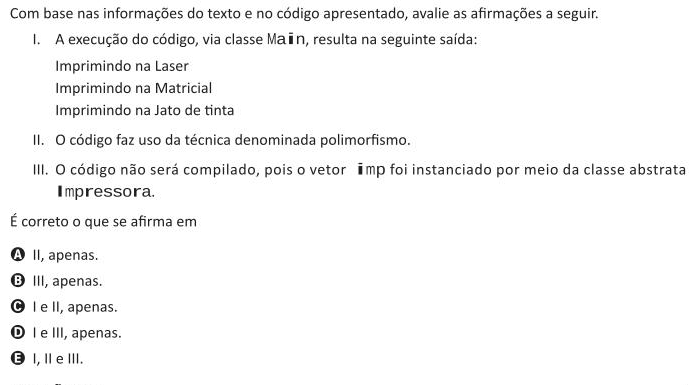 Com base nas informações do texto e no código apresentado, avalie as afirmações a seguir.
I. A execução do código, via classe Main, resulta na seguinte saída:
Imprimindo na Laser
Imprimindo na Matricial
Imprimindo na Jato de tinta
II. O código faz uso da técnica denominada polimorfismo.
III. O código não será compilado, pois o vetor imp foi instanciado por meio da classe abstrata
Impressora.
É correto o que se afirma em
A II, apenas.
B III, apenas.
C I e II, apenas.
D I e III, apenas.
E I, II e III.